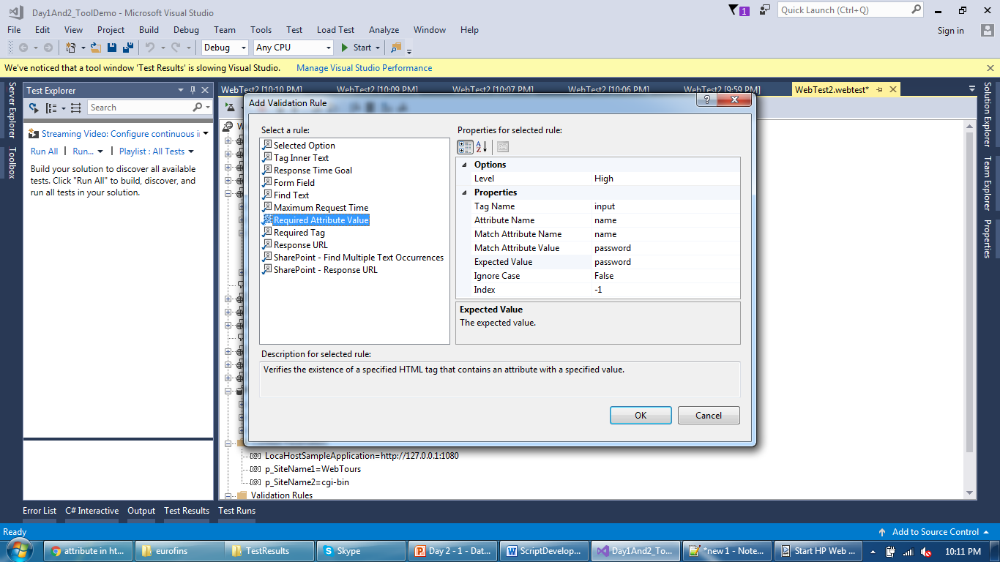 Day1And2_ToolDemo - Microsoft Visual Studio
1
Quick Launch (Ctrl+Q)
File Edit View Project Build Debug Team Tools Test Load Test Analyze Window Help
Sign in
Debug Any CPU Start
We've noticed that a tool window 'Test Results' is slowing Visual Studio. Manage Visual Studio Performance
Server Explorer
Toolbox
Test Explorer
Search
Streaming Video: Configure continuous i
Run All | Run... | Playlist : All Tests
Build your solution to discover all available
tests. Click "Run All" to build, discover, and
run all tests in your solution.
WebTest2 [10:10 PM] WebTest2 [10:09 PM] WebTest2 [10:07 PM] WebTest2 [10:06 PM] WebTest2 [9:59 PM] WebTest2.webtest*
Add Validation Rule
Select a rule:
Selected Option
Tag Inner Text
Response Time Goal
Form Field
Find Text
Maximum Request Time
Required Attribute Value
Required Tag
Response URL
SharePoint - Find Multiple Text Occurrences
SharePoint - Response URL
Properties for selected rule:
Options
Level High
Properties
Tag Name input
Attribute Name name
Match Attribute Name name
Match Attribute Value password
Expected Value password
Ignore Case False
Index -1
Expected Value
The expected value.
Description for selected rule:
Verifies the existence of a specified HTML tag that contains an attribute with a specified value.
OK Cancel
LocaHostSampleApplication=http://127.0.0.1:1080
p_SiteName1=WebTours
p_SiteName2=cgi-bin
Validation Rules
Solution Explorer
Team Explorer
Properties
Error List C# Interactive Output Test Results Test Runs
Ready
Add to Source Control
attribute in ht... eurofins TestResults Skype Day 2 - 1 - Dat... ScriptDevelop... Day1And2_To... *new 1 - Note... Start HP Web ... 10:11 PM